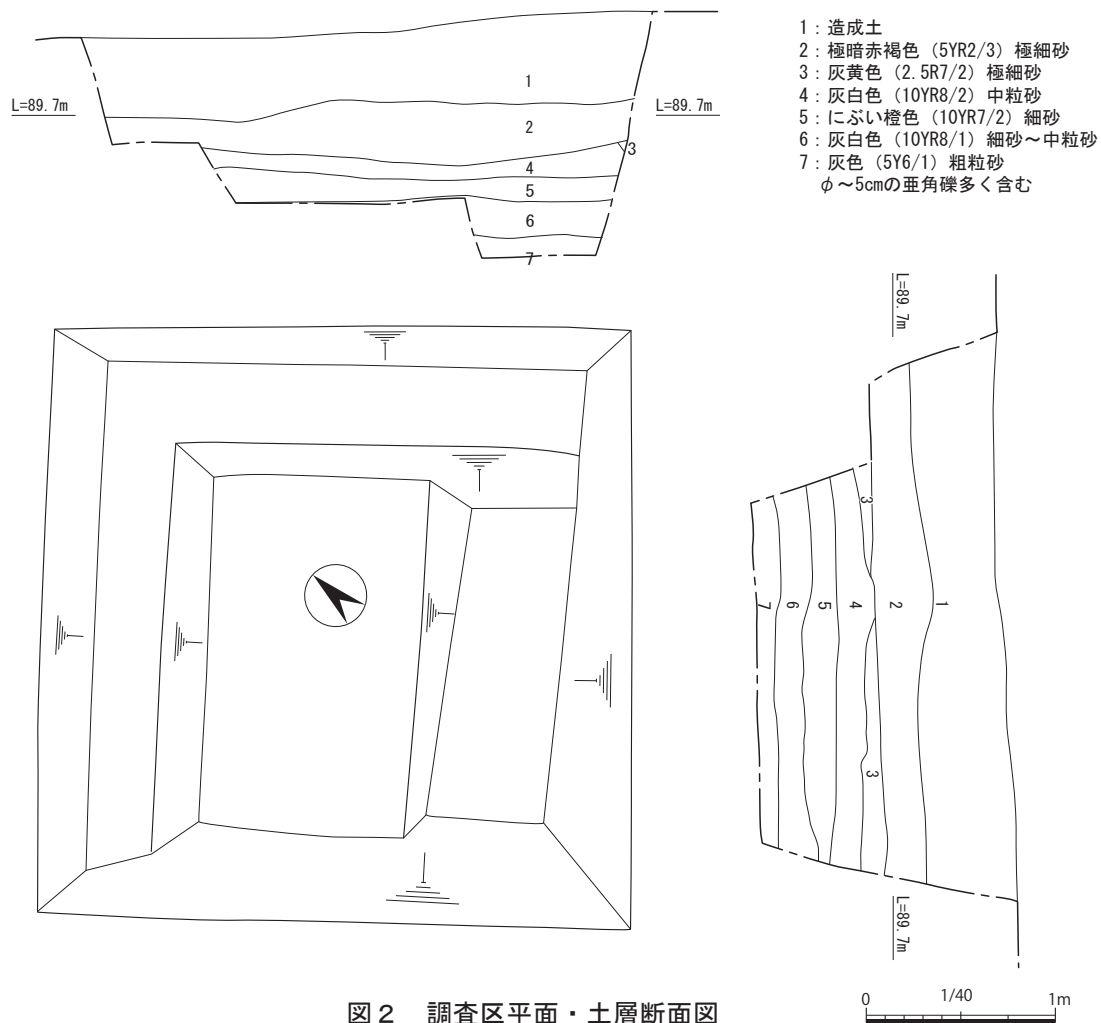 1：造成土
2：極暗赤褐色（5YR2/3）極細砂
3：灰黄色（2.5R7/2）極細砂
4：灰白色（10YR8/2）中粒砂
5：にぶい橙色（10YR7/2）細砂
6：灰白色（10YR8/1）細砂～中粒砂
7：灰色（5Y6/1）粗粒砂
φ～5cmの亜角礫多く含む
L=89.7m
L=89.7m
1
2
3
4
5
6
7
L=89.7m
3
7
6
5
4
2
1
3
L=89.7m
図２　調査区平面・土層断面図
0
1/40
1m